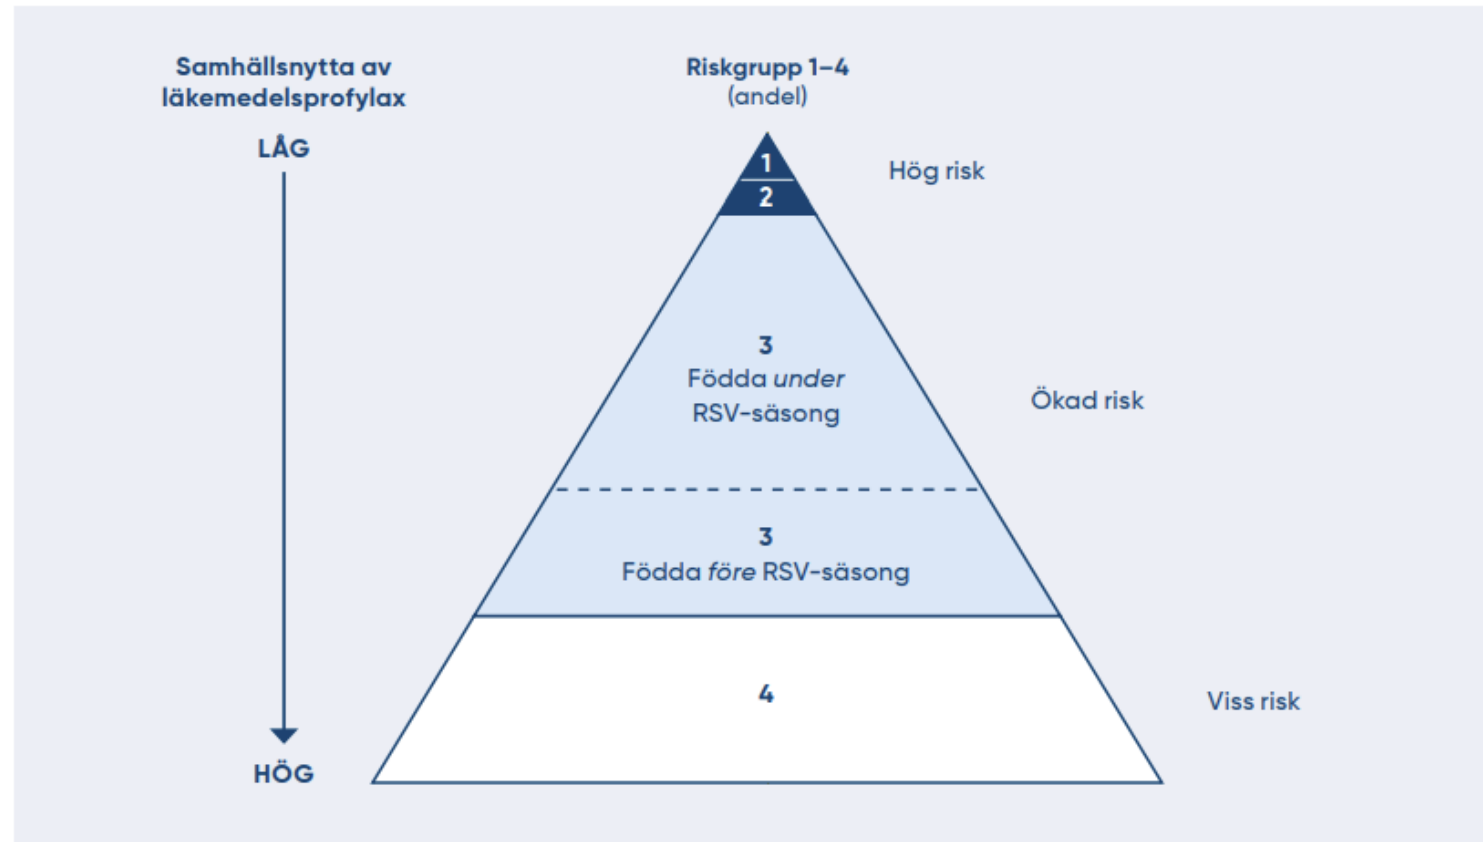 Samhällsnytta av
läkemedelsprofylax
LÅG
HÖG
Riskgrupp 1–4
(andel)
1
2
Hög risk
3
Födda under
RSV-säsong
Ökad risk
3
Födda före RSV-säsong
4
Viss risk